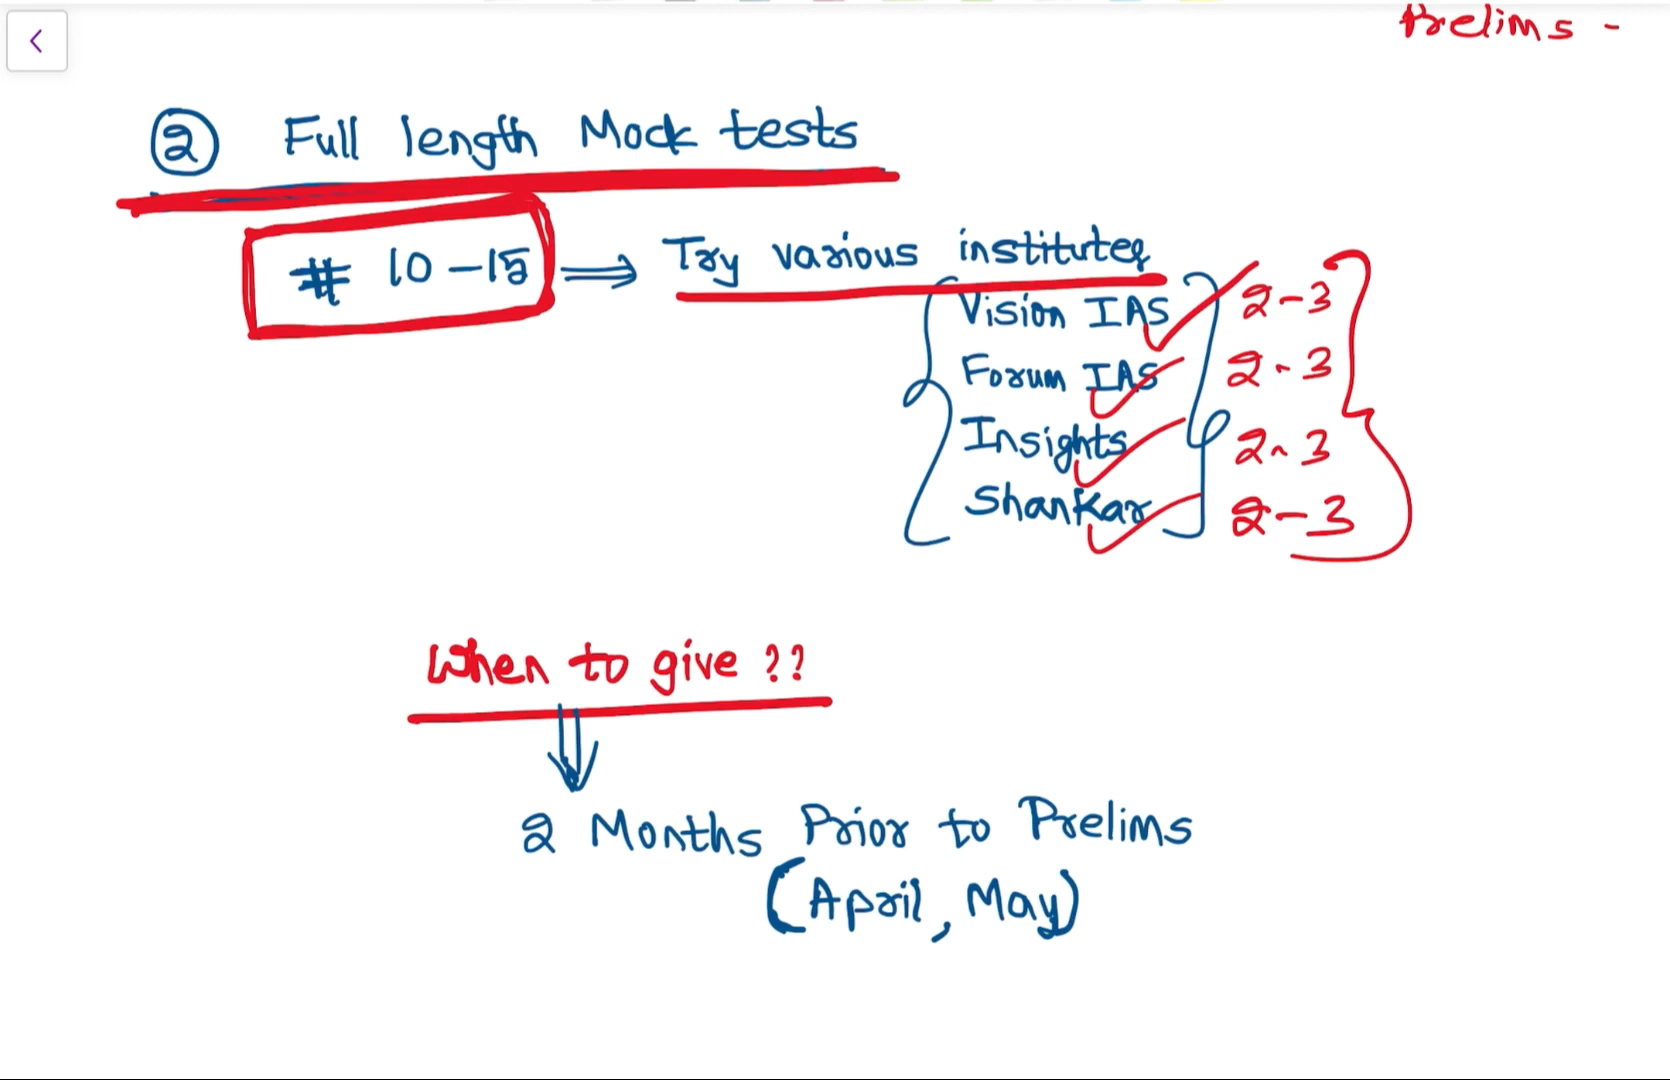 Prelims -
② Full length Mock tests
# 10-15 ⟹ Try various institutes
Vision IAS 2-3
Forum IAS 2-3
Insights 2-3
Shankar 2-3
When to give ??
2 Months Prior to Prelims
(April, May)